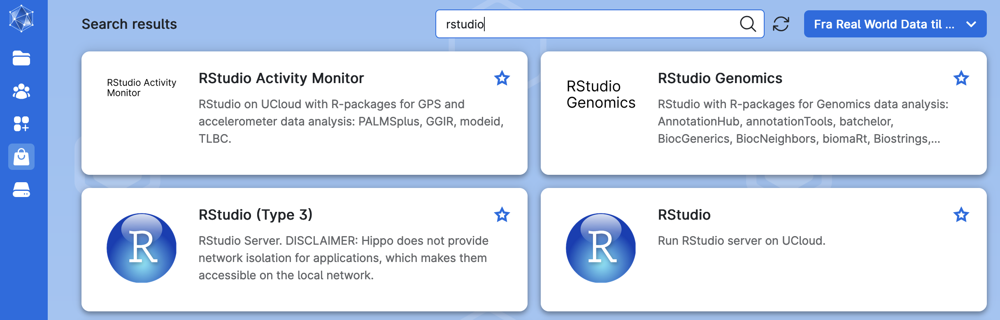 Search results
rstudio
Fra Real World Data til ...
RStudio Activity
Monitor
RStudio Activity Monitor
RStudio on UCloud with R-packages for GPS and
accelerometer data analysis: PALMSplus, GGIR, modeid,
TLBC.
RStudio
Genomics
RStudio Genomics
RStudio with R-packages for Genomics data analysis:
AnnotationHub, annotationTools, batchelor,
BiocGenerics, BiocNeighbors, biomaRt, Biostrings,...
R
RStudio (Type 3)
RStudio Server. DISCLAIMER: Hippo does not provide
network isolation for applications, which makes them
accessible on the local network.
R
RStudio
Run RStudio server on UCloud.